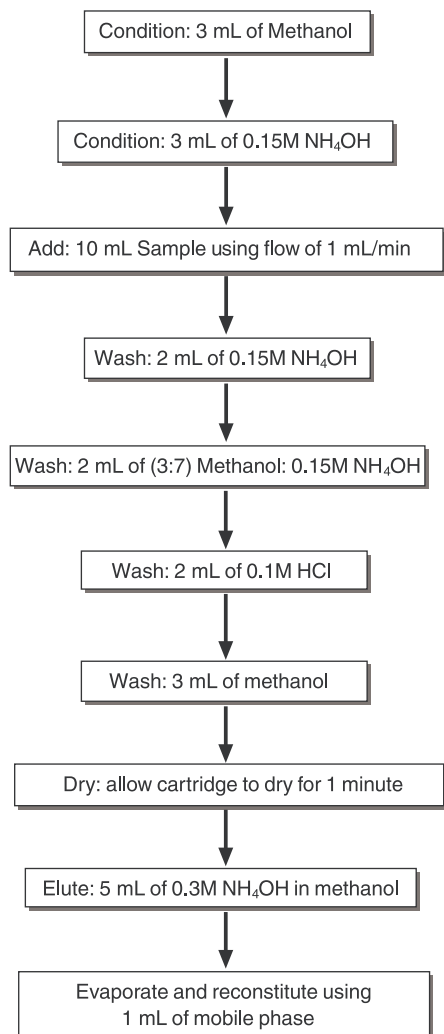 Condition: 3 mL of Methanol
Condition: 3 mL of 0.15M NH₄OH
Add: 10 mL Sample using flow of 1 mL/min
Wash: 2 mL of 0.15M NH₄OH
Wash: 2 mL of (3:7) Methanol: 0.15M NH₄OH
Wash: 2 mL of 0.1M HCl
Wash: 3 mL of methanol
Dry: allow cartridge to dry for 1 minute
Elute: 5 mL of 0.3M NH₄OH in methanol
Evaporate and reconstitute using
1 mL of mobile phase